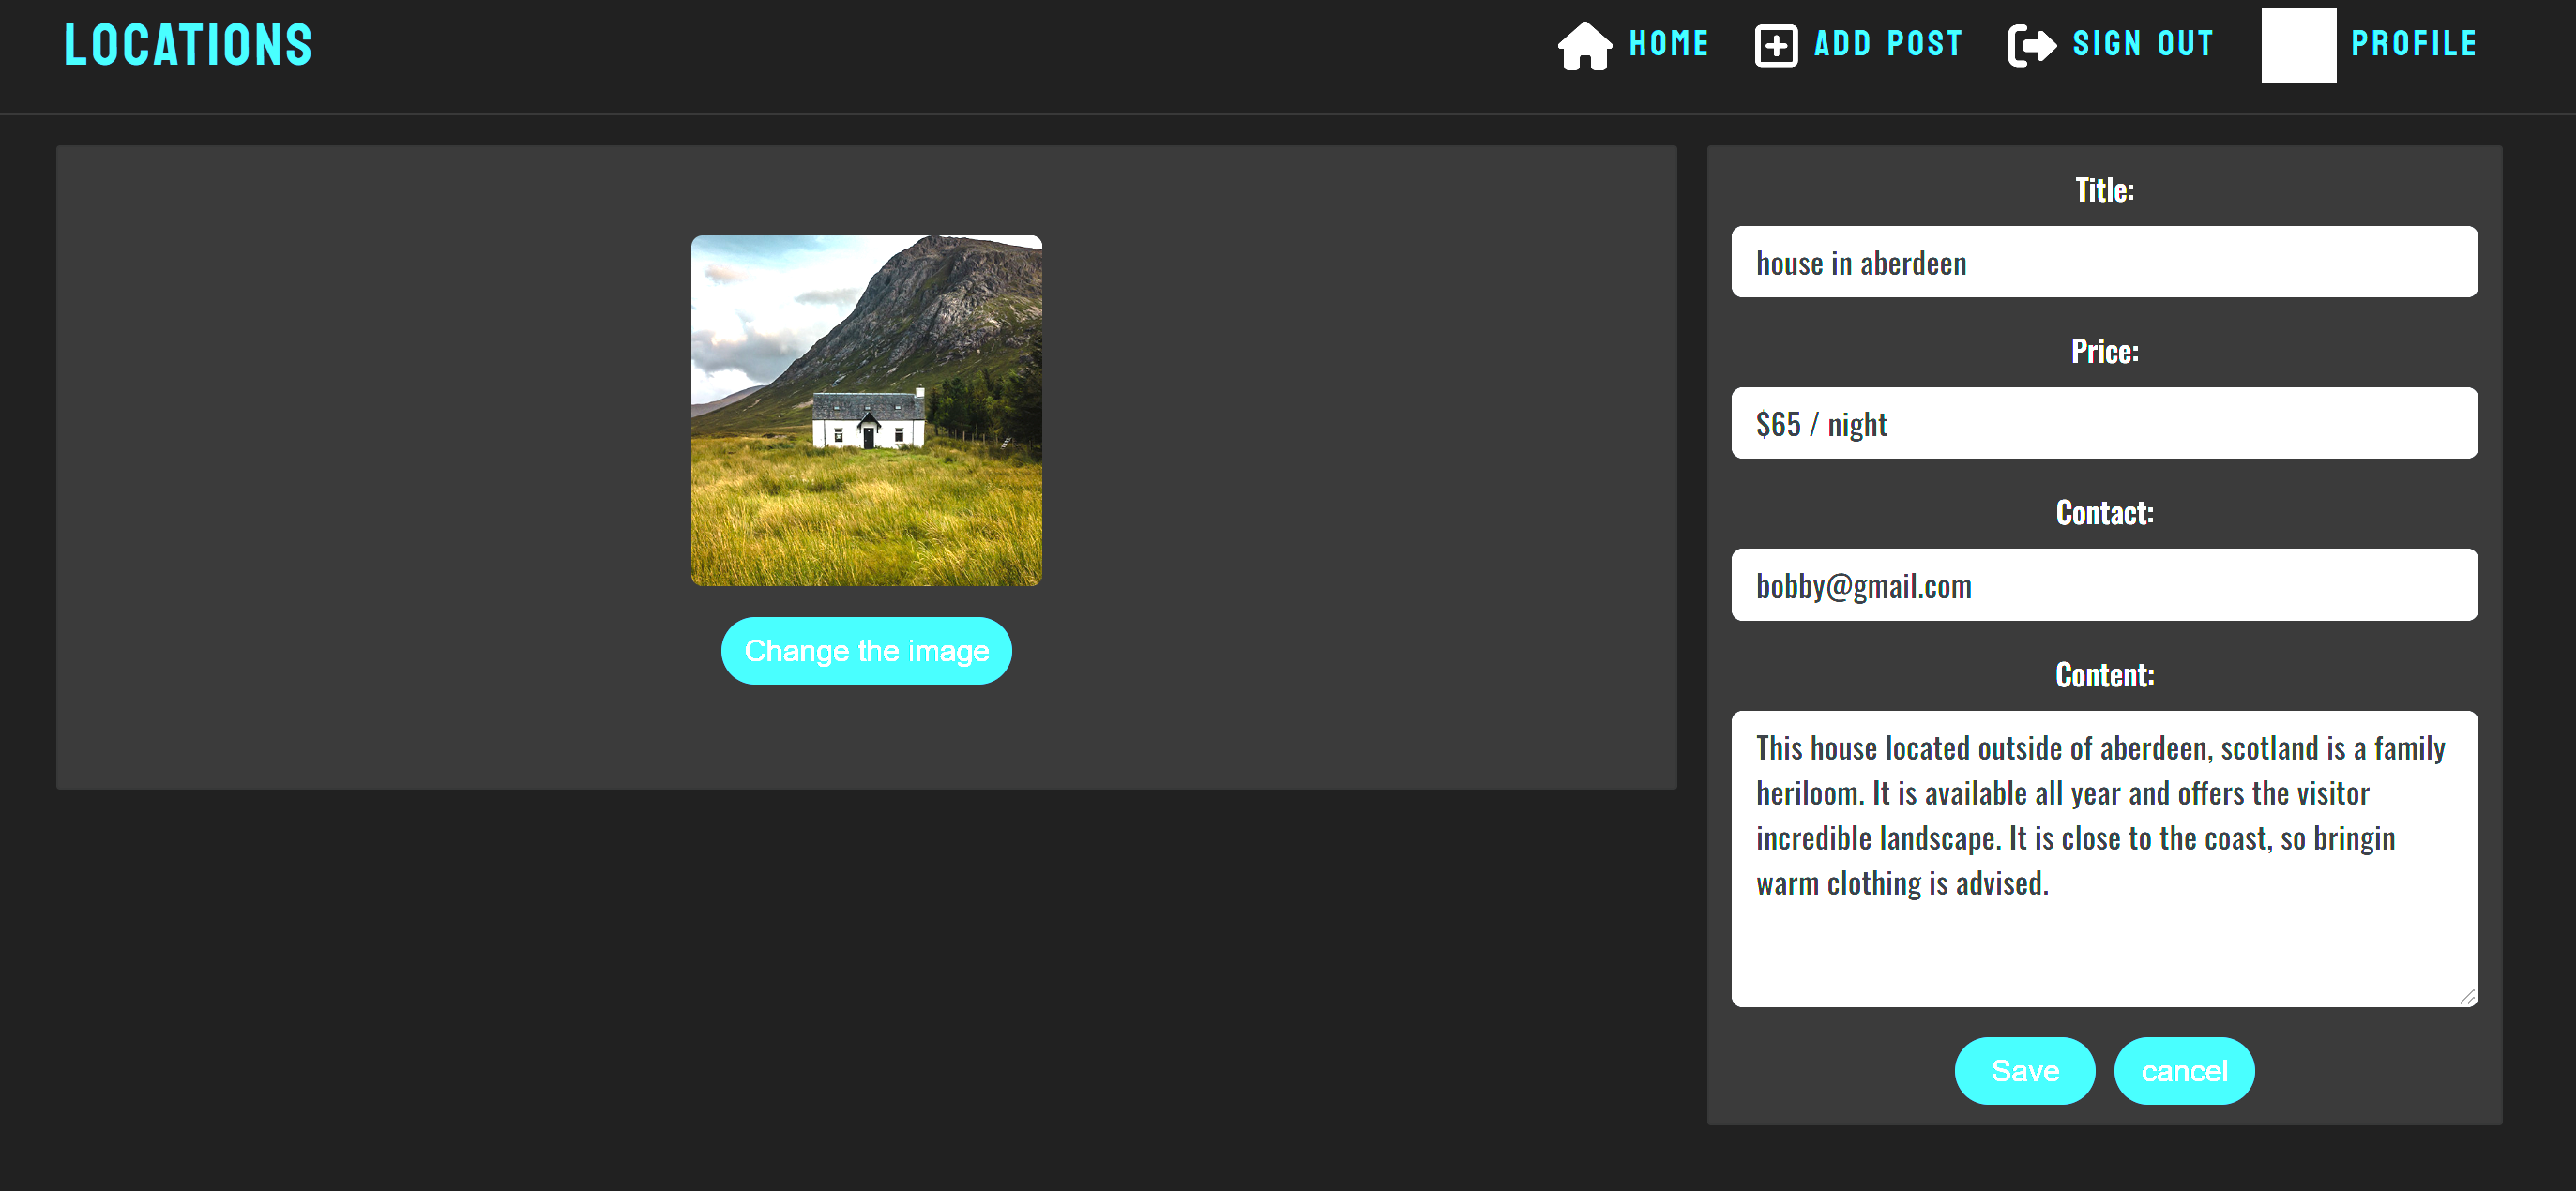 LOCATIONS
HOME
ADD POST
SIGN OUT
PROFILE
Change the image
Title:
house in aberdeen
Price:
$65 / night
Contact:
bobby@gmail.com
Content:
This house located outside of aberdeen, scotland is a family
heriloom. It is available all year and offers the visitor
incredible landscape. It is close to the coast, so bringin
warm clothing is advised.
Save
cancel